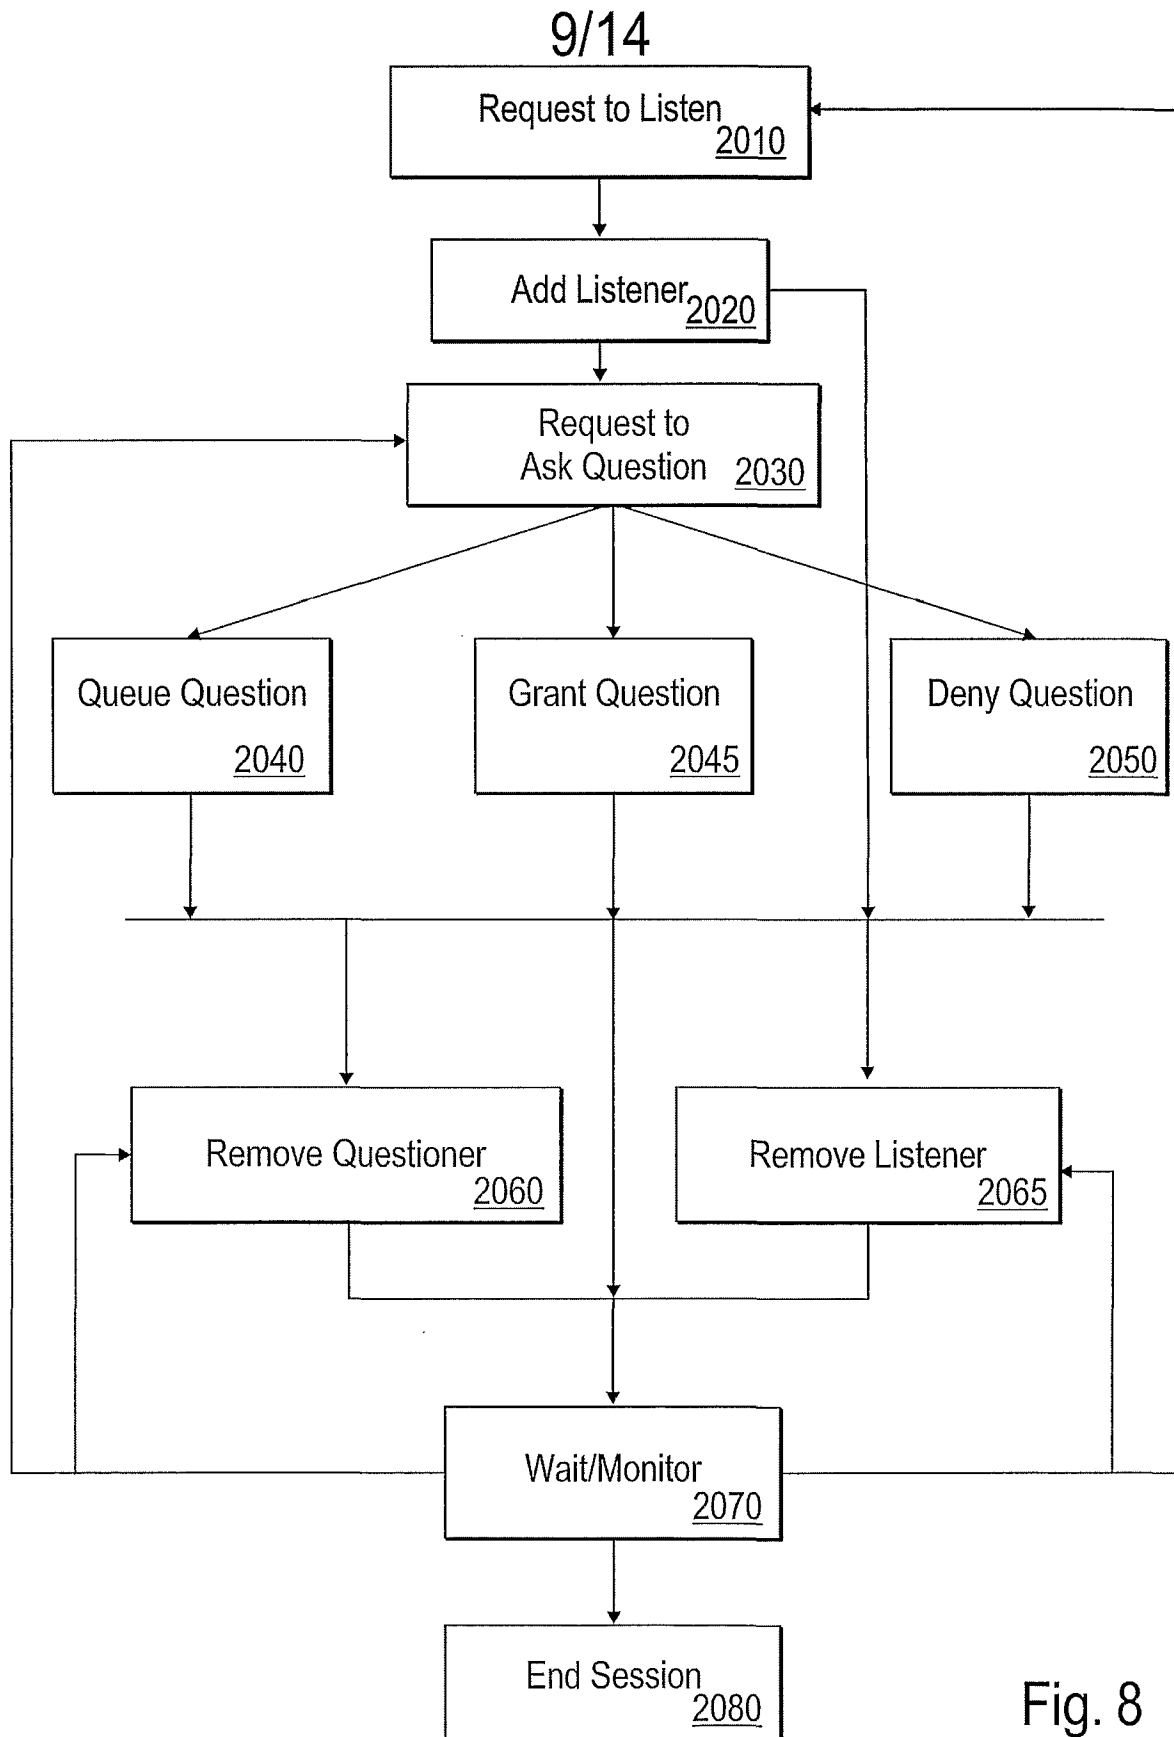 9/14
Request to Listen
2010
Add Listener
2020
Request to
Ask Question
2030
Queue Question
2040
Grant Question
2045
Deny Question
2050
Remove Questioner
2060
Remove Listener
2065
Wait/Monitor
2070
End Session
2080
Fig. 8